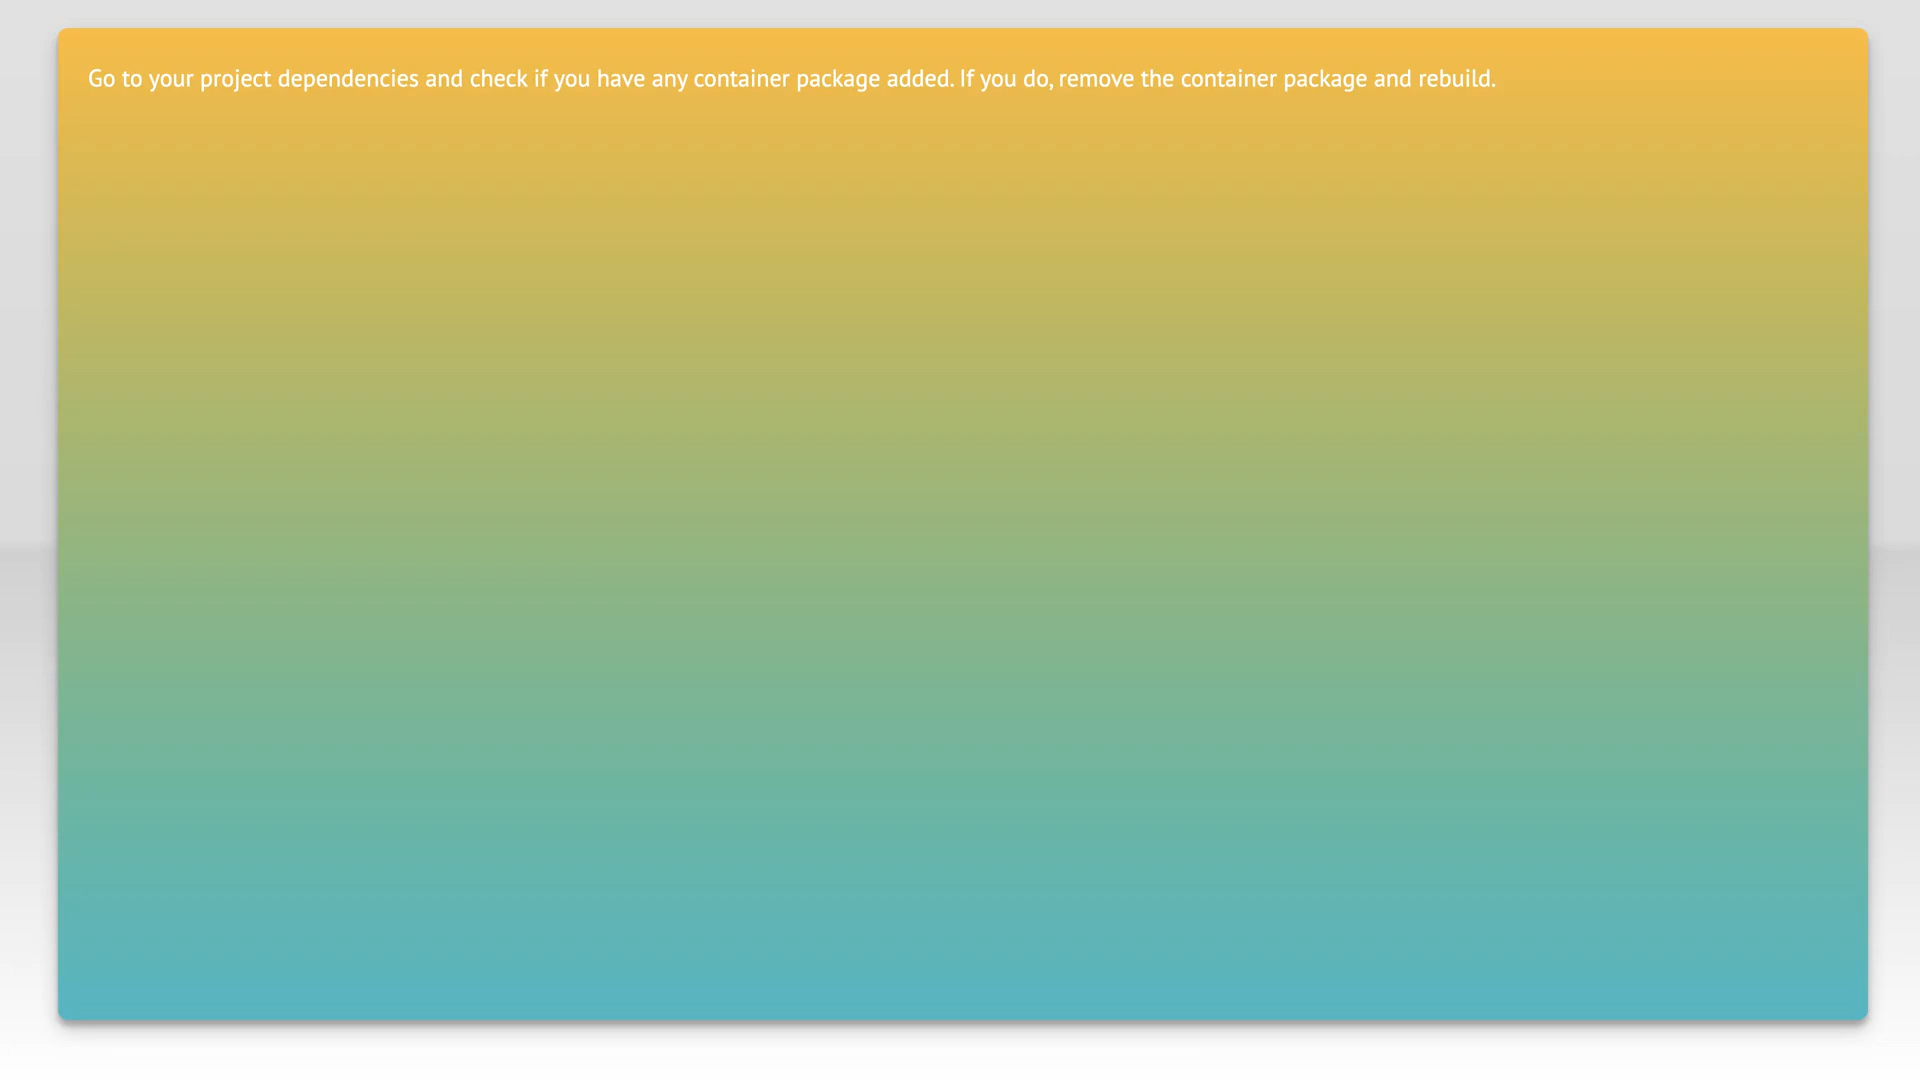 Go to your project dependencies and check if you have any container package added. If you do, remove the container package and rebuild.